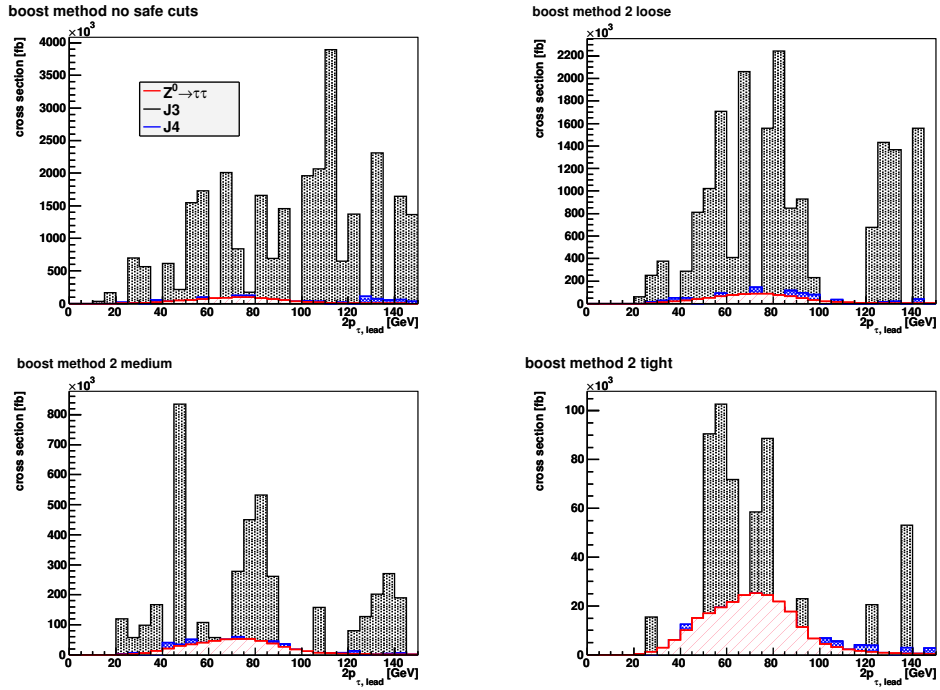 boost method no safe cuts
×10³
cross section [fb]
4000
3500
3000
2500
2000
1500
1000
500
0
Z⁰→ττ
J3
J4
0 20 40 60 80 100 120 140
2p τ, lead [GeV]
boost method 2 loose
×10³
cross section [fb]
2200
2000
1800
1600
1400
1200
1000
800
600
400
200
0
0 20 40 60 80 100 120 140
2p τ, lead [GeV]
boost method 2 medium
×10³
cross section [fb]
800
700
600
500
400
300
200
100
0
0 20 40 60 80 100 120 140
2p τ, lead [GeV]
boost method 2 tight
×10³
cross section [fb]
100
80
60
40
20
0
0 20 40 60 80 100 120 140
2p τ, lead [GeV]